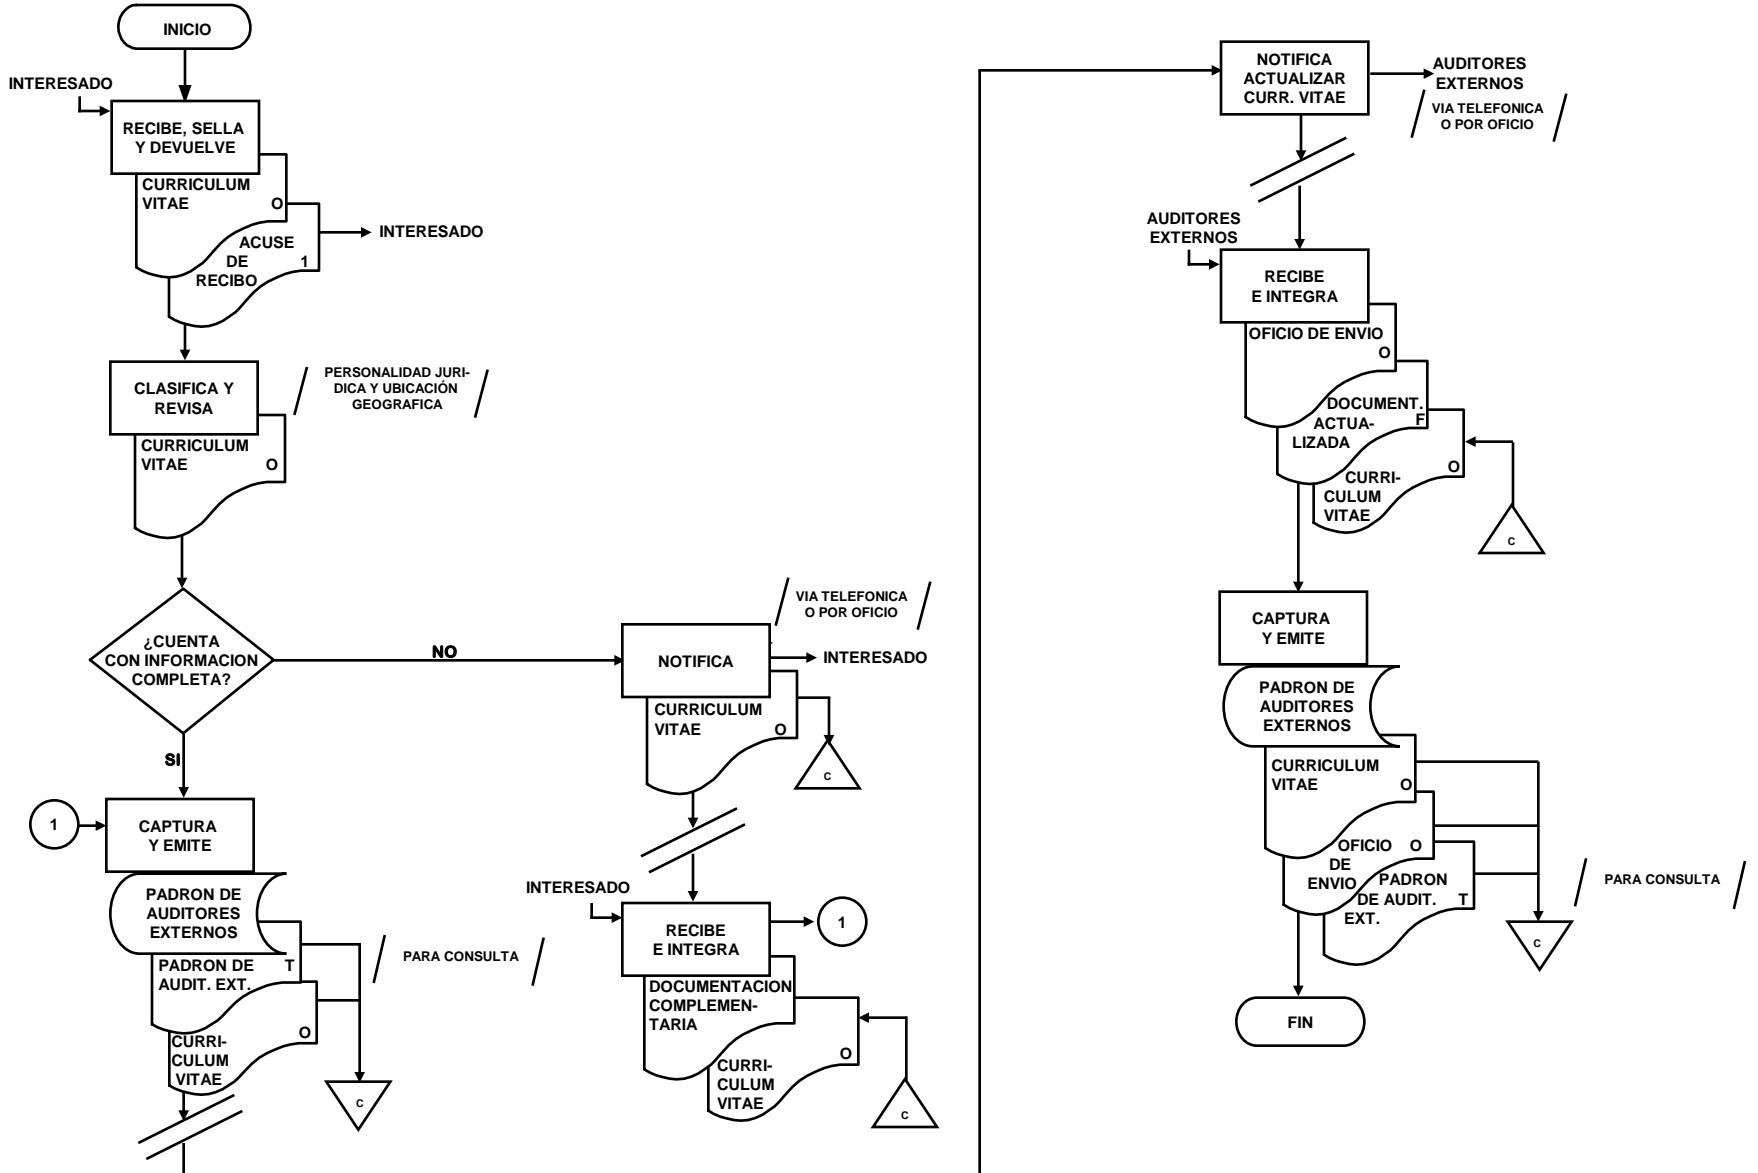 INICIO
INTERESADO
RECIBE, SELLA
Y DEVUELVE
CURRICULUM
VITAE
O
ACUSE
DE
RECIBO
1
INTERESADO
CLASIFICA Y
REVISA
PERSONALIDAD JURI-
DICA Y UBICACIÓN
GEOGRAFICA
CURRICULUM
VITAE
O
¿CUENTA
CON INFORMACION
COMPLETA?
NO
SI
1
CAPTURA
Y EMITE
PADRON DE
AUDITORES
EXTERNOS
PADRON DE
AUDIT. EXT.
T
CURRI-
CULUM
VITAE
O
PARA CONSULTA
C
VIA TELEFONICA
O POR OFICIO
NOTIFICA
INTERESADO
CURRICULUM
VITAE
O
C
INTERESADO
RECIBE
E INTEGRA
1
DOCUMENTACION
COMPLEMEN-
TARIA
CURRI-
CULUM
VITAE
O
C
NOTIFICA
ACTUALIZAR
CURR. VITAE
AUDITORES
EXTERNOS
VIA TELEFONICA
O POR OFICIO
AUDITORES
EXTERNOS
RECIBE
E INTEGRA
OFICIO DE ENVIO
O
DOCUMENT.
ACTUA-
LIZADA
F
CURRI-
CULUM
VITAE
O
C
CAPTURA
Y EMITE
PADRON DE
AUDITORES
EXTERNOS
CURRICULUM
VITAE
O
OFICIO
DE
ENVIO
O
PADRON
DE AUDIT.
EXT.
T
PARA CONSULTA
C
FIN